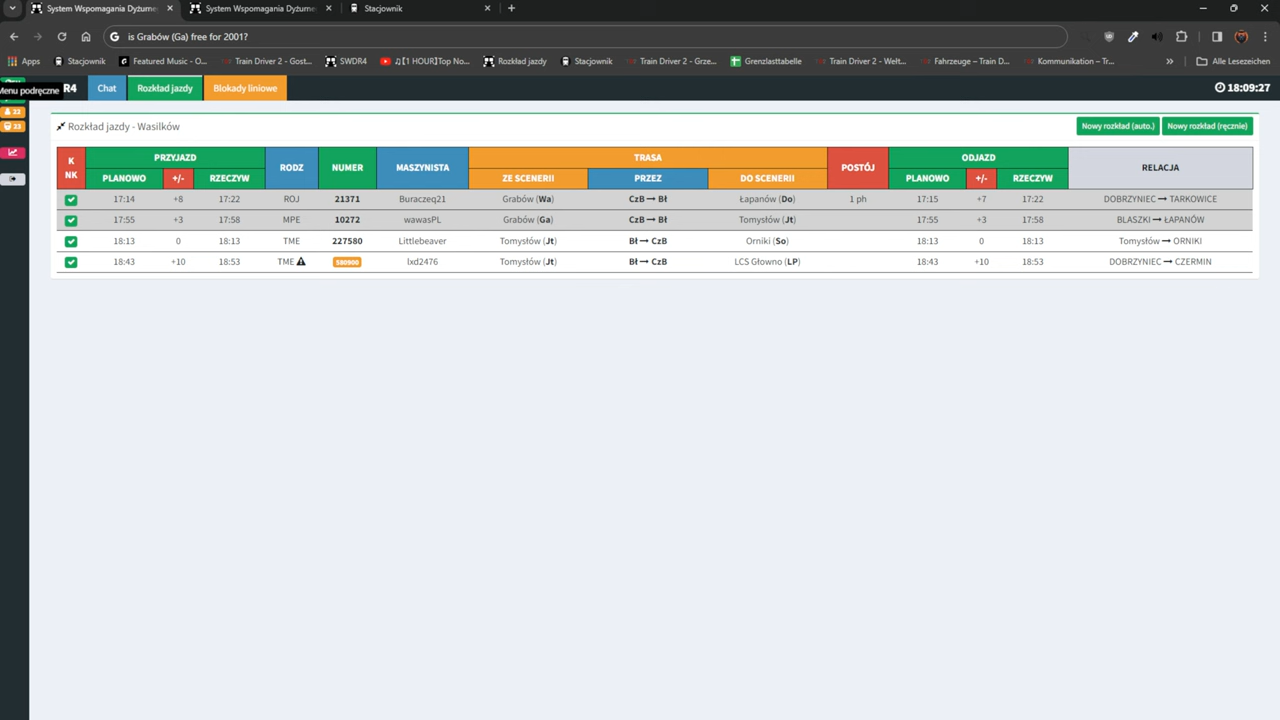 System Wspomagania Dyżurne
System Wspomagania Dyżurne
Stacjownik
is Grabów (Ga) free for 2001?
Apps
Stacjownik
Featured Music - O...
Train Driver 2 - Gost...
SWDR4
♫【1 HOUR】Top No...
Rozkład jazdy
Stacjownik
Train Driver 2 - Grze...
Grenzlasttabelle
Train Driver 2 - Welt...
Fahrzeuge – Train D...
Kommunikation – Tr...
»
Alle Lesezeichen
Menu podręczne
R4
Chat
Rozkład jazdy
Blokady liniowe
18:09:27
22
23
Rozkład jazdy - Wasilków
Nowy rozkład (auto.)
Nowy rozkład (ręcznie)
K NK PRZYJAZD RODZ NUMER MASZYNISTA TRASA POSTÓJ ODJAZD RELACJA
PLANOWO +/- RZECZYW ZE SCENERII PRZEZ DO SCENERII PLANOWO +/- RZECZYW
17:14 +8 17:22 ROJ 21371 Buraczeq21 Grabów (Wa) CzB → Bł Łapanów (Do) 1 ph 17:15 +7 17:22 DOBRZYNIEC → TARKOWICE
17:55 +3 17:58 MPE 10272 wawasPL Grabów (Ga) CzB → Bł Tomysłów (Jt) 17:55 +3 17:58 BLASZKI → ŁAPANÓW
18:13 0 18:13 TME 227580 Littlebeaver Tomysłów (Jt) Bł → CzB Orniki (So) 18:13 0 18:13 Tomysłów → ORNIKI
18:43 +10 18:53 TME 580900 lxd2476 Tomysłów (Jt) Bł → CzB LCS Głowno (LP) 18:43 +10 18:53 DOBRZYNIEC → CZERMIN